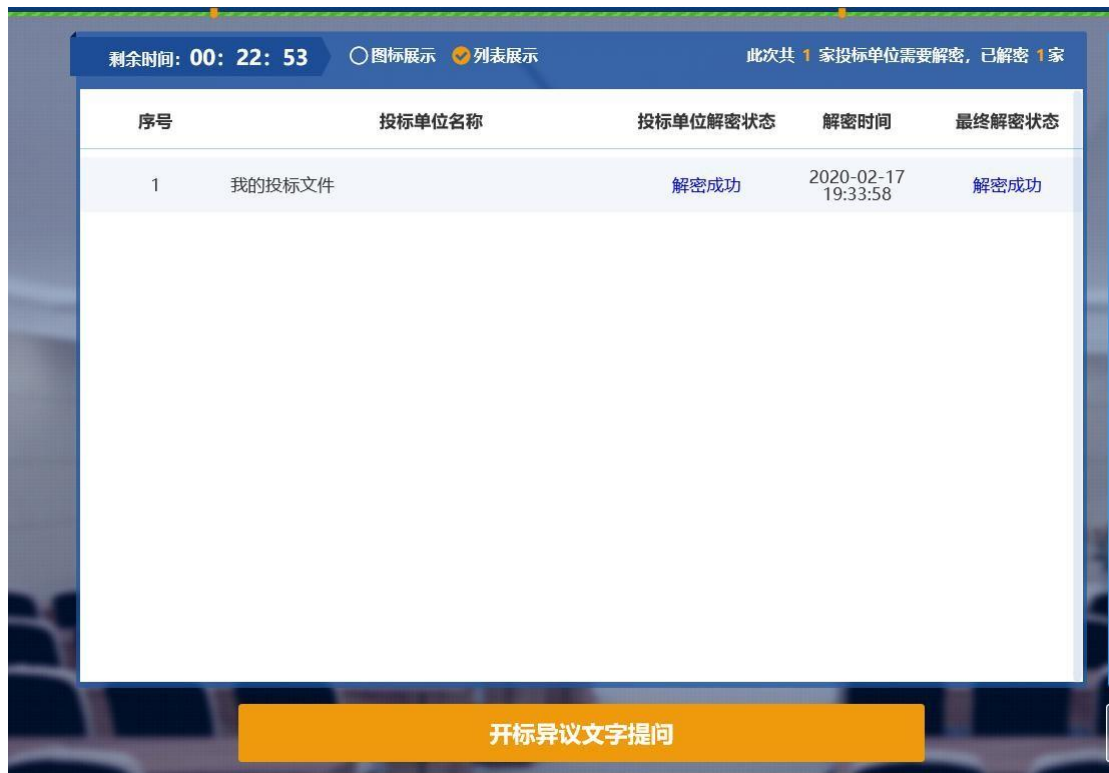 剩余时间：00：22：53 图标展示 列表展示 此次共 1 家投标单位需要解密，已解密 1家
序号 投标单位名称 投标单位解密状态 解密时间 最终解密状态
1 我的投标文件 解密成功 2020-02-17 19:33:58 解密成功
开标异议文字提问